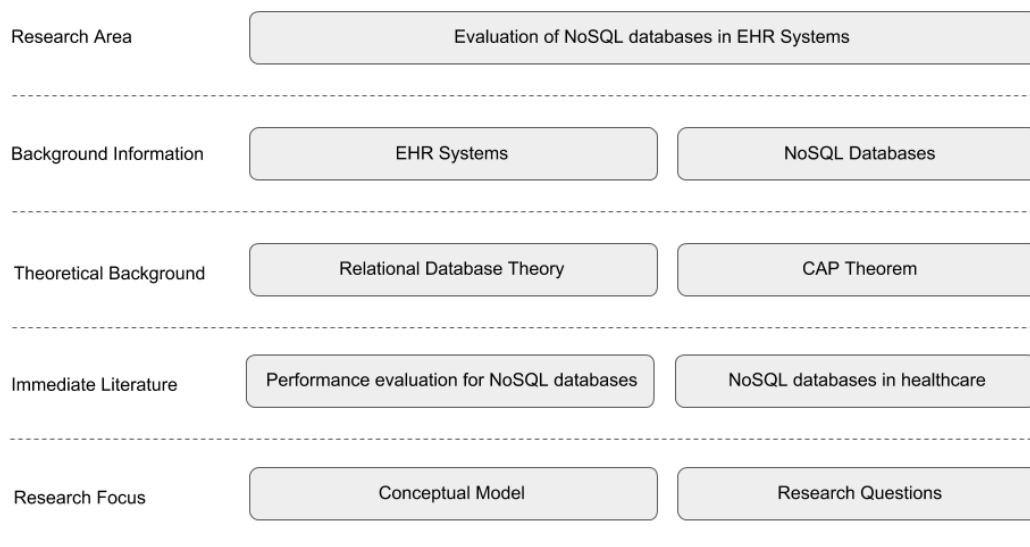 Research Area
Evaluation of NoSQL databases in EHR Systems
Background Information
EHR Systems
NoSQL Databases
Theoretical Background
Relational Database Theory
CAP Theorem
Immediate Literature
Performance evaluation for NoSQL databases
NoSQL databases in healthcare
Research Focus
Conceptual Model
Research Questions